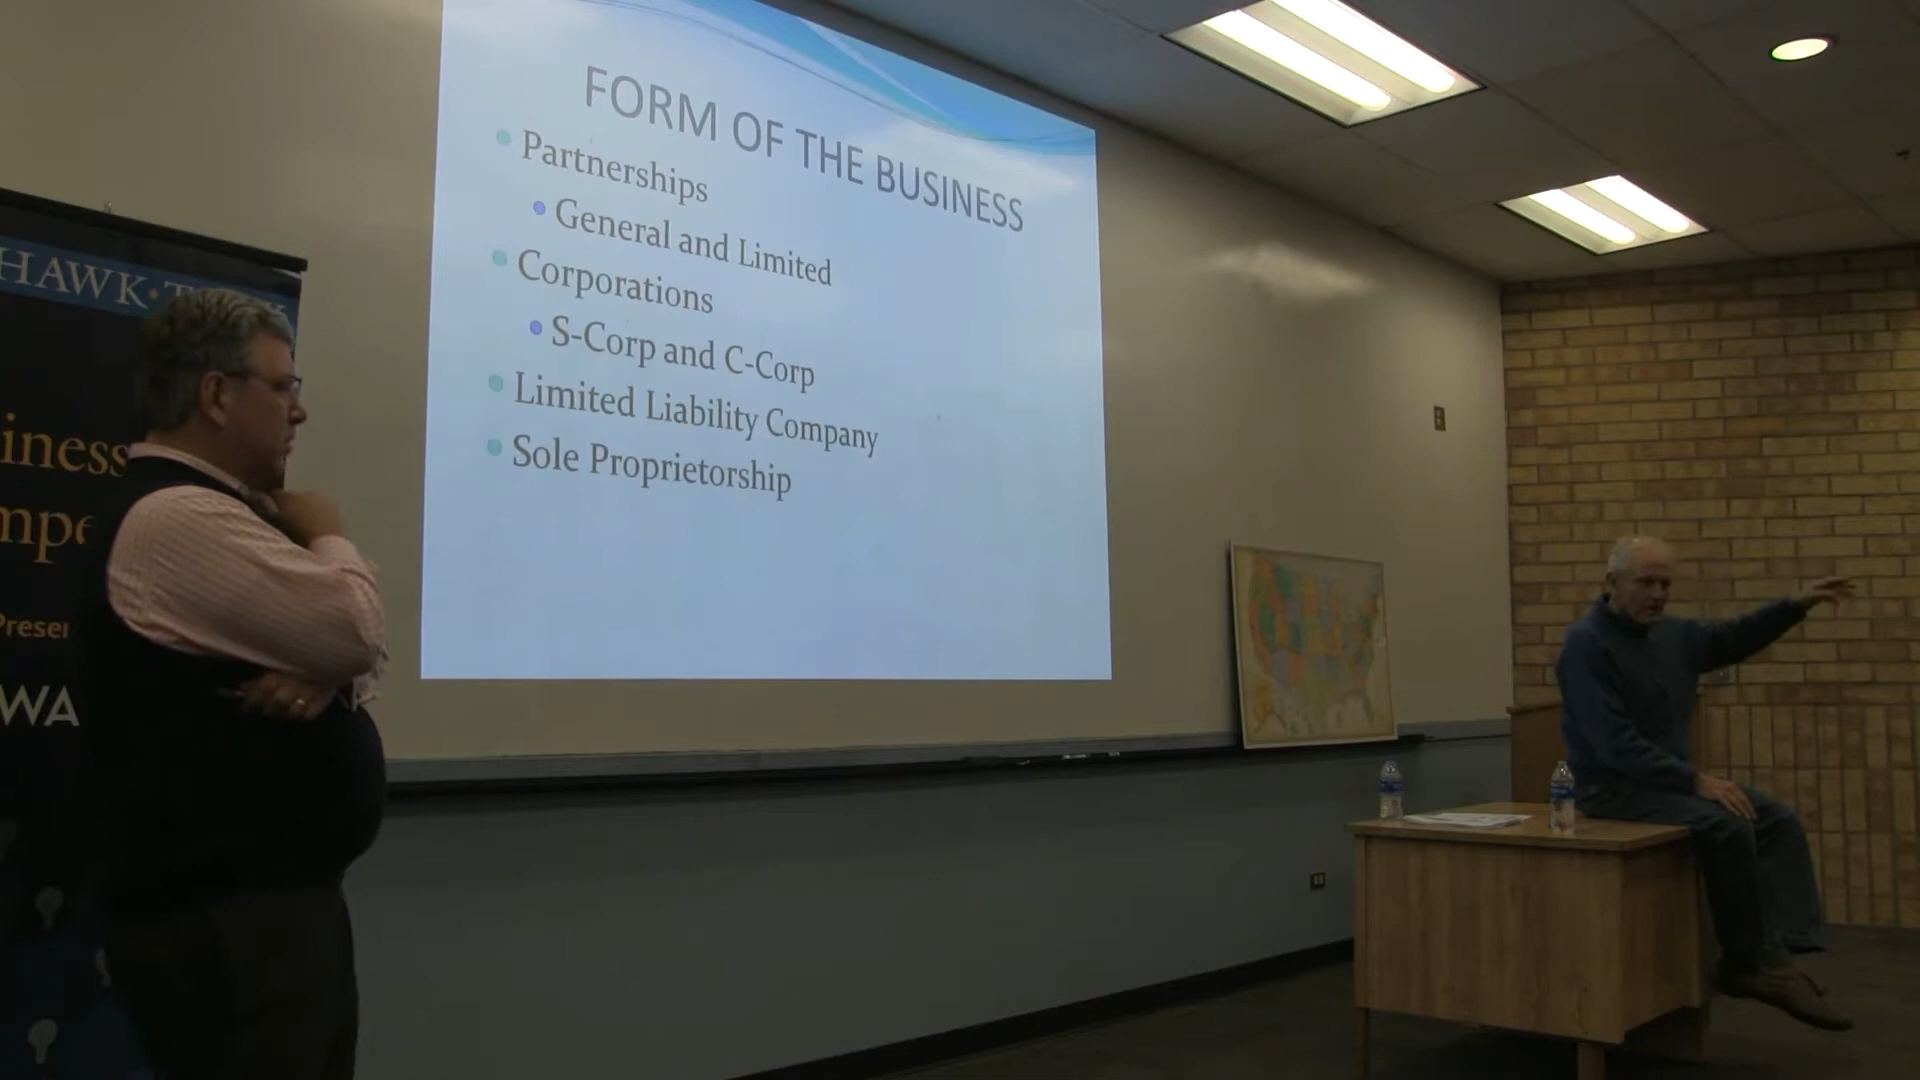 FORM OF THE BUSINESS
Partnerships
General and Limited
Corporations
S-Corp and C-Corp
Limited Liability Company
Sole Proprietorship
HAWK
iness
mpe
Presen
WA